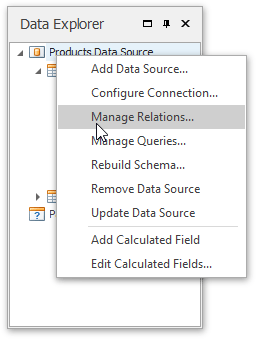 Data Explorer
Products Data Source
Add Data Source...
Configure Connection...
Manage Relations...
Manage Queries...
Rebuild Schema...
Remove Data Source
Update Data Source
Add Calculated Field
Edit Calculated Fields...